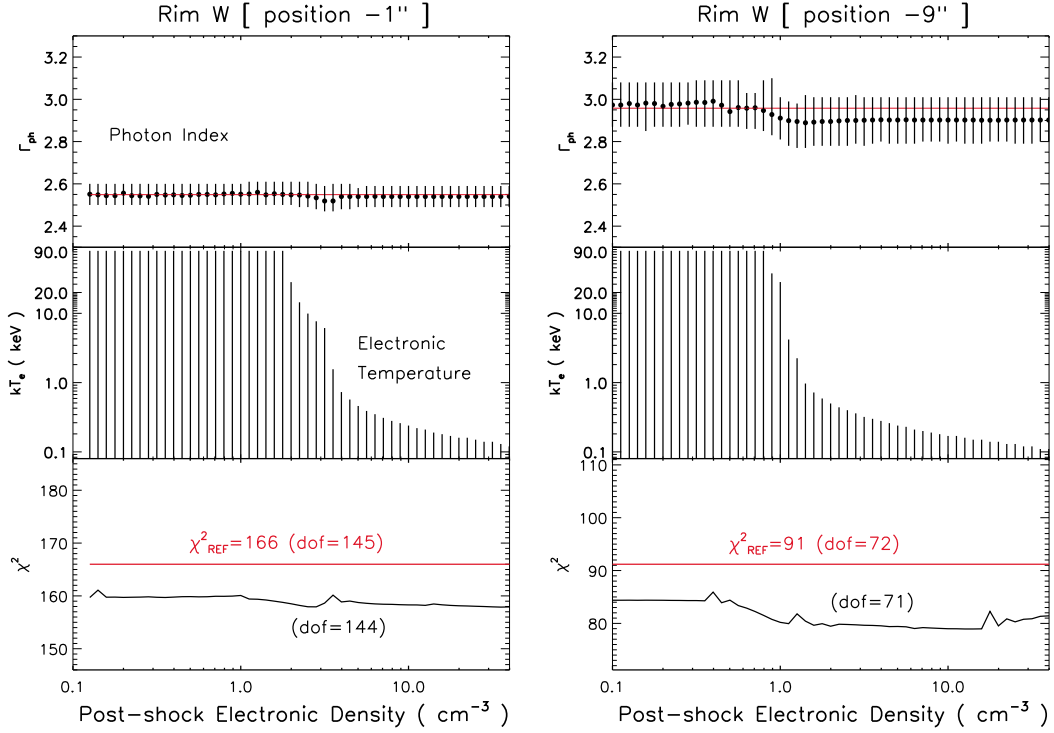 Rim W [ position -1" ]
3.2
3.0
2.8
2.6
2.4
Γph
Photon Index
90.0
20.0
10.0
1.0
0.1
kTe ( keV )
Electronic
Temperature
180
170
160
150
χ²
χ²REF=166 (dof=145)
(dof=144)
0.1
1.0
10.0
Post-shock Electronic Density ( cm⁻³ )
Rim W [ position -9" ]
3.2
3.0
2.8
2.6
2.4
Γph
90.0
20.0
10.0
1.0
0.1
kTe ( keV )
110
100
90
80
χ²
χ²REF=91 (dof=72)
(dof=71)
0.1
1.0
10.0
Post-shock Electronic Density ( cm⁻³ )